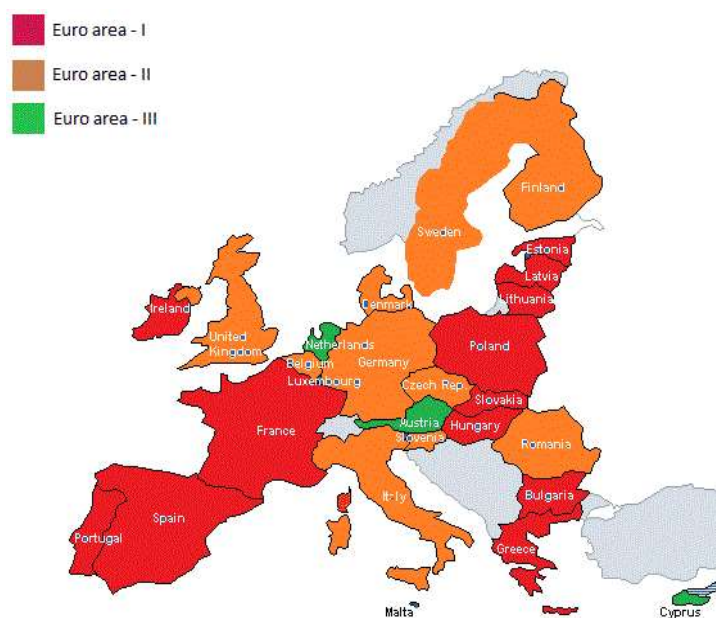 Euro area - I
Euro area - II
Euro area - III
Finland
Sweden
Estonia
Latvia
Lithuania
Denmark
Ireland
United
Kingdom
Netherlands
Poland
Belgium
Germany
Luxembourg
Czech Rep
Slovakia
Austria
Hungary
France
Slovenia
Romania
Italy
Bulgaria
Spain
Portugal
Greece
Malta
Cyprus